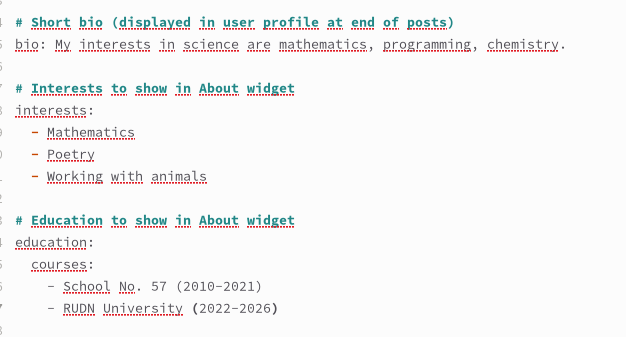 # Short bio (displayed in user profile at end of posts)
bio: My interests in science are mathematics, programming, chemistry.
# Interests to show in About widget
interests:
- Mathematics
- Poetry
- Working with animals
# Education to show in About widget
education:
courses:
- School No. 57 (2010-2021)
- RUDN University (2022-2026)